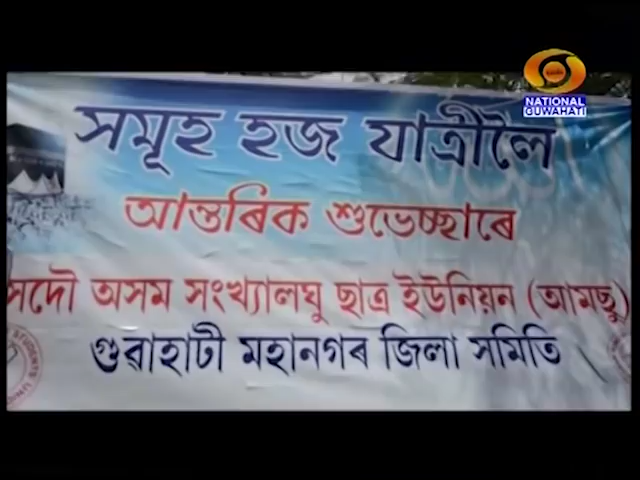 NATIONAL
GUWAHATI
সমূহ হজ যাত্ৰীলৈ
আন্তৰিক শুভেচ্ছাৰে
সদৌ অসম সংখ্যালঘু ছাত্ৰ ইউনিয়ন (আমছু)
গুৱাহাটী মহানগৰ জিলা সমিতি